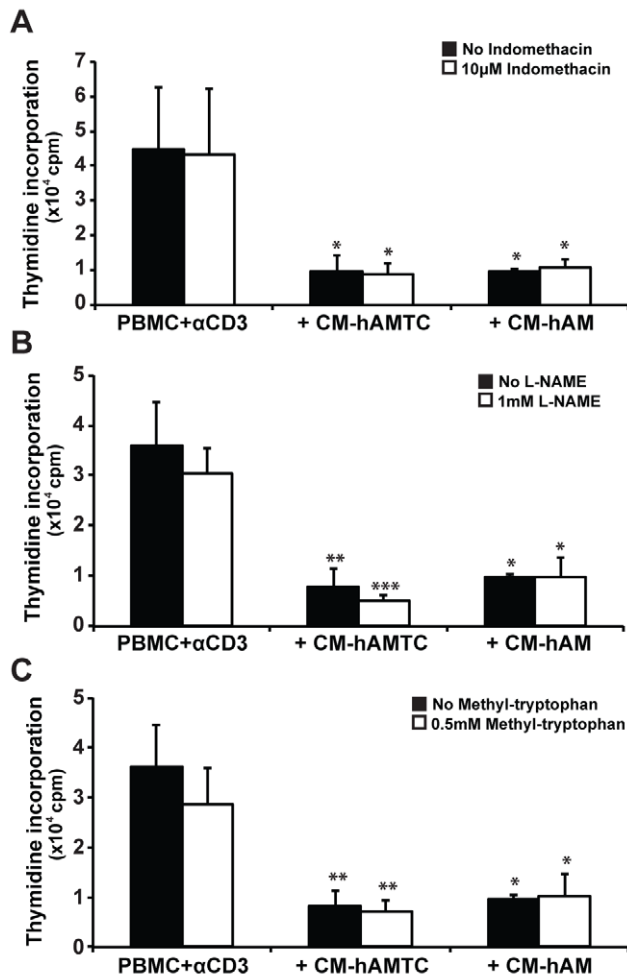 A
No Indomethacin
10μM Indomethacin
Thymidine incorporation
(x10⁴ cpm)
7
6
5
4
3
2
1
0
* * * *
PBMC+αCD3 + CM-hAMTC + CM-hAM
B
No L-NAME
1mM L-NAME
Thymidine incorporation
(x10⁴ cpm)
5
4
3
2
1
0
** *** * *
PBMC+αCD3 + CM-hAMTC + CM-hAM
C
No Methyl-tryptophan
0.5mM Methyl-tryptophan
Thymidine incorporation
(x10⁴ cpm)
5
4
3
2
1
0
** ** * *
PBMC+αCD3 + CM-hAMTC + CM-hAM